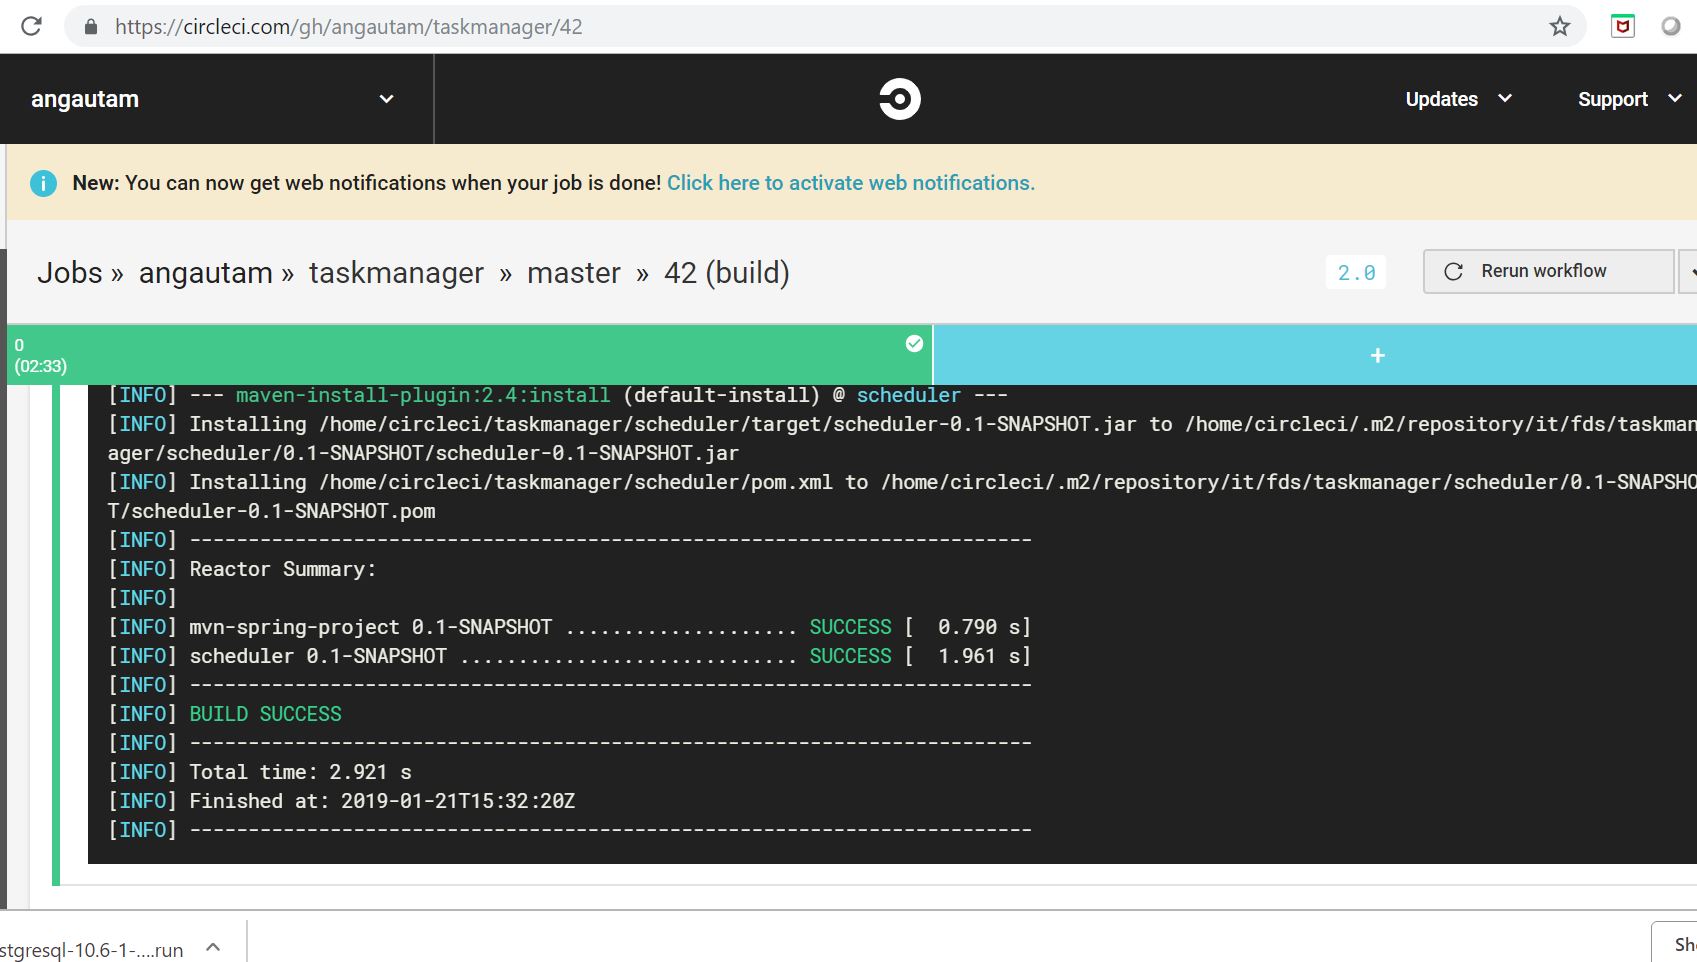 https://circleci.com/gh/angautam/taskmanager/42
angautam
Updates
Support
New: You can now get web notifications when your job is done! Click here to activate web notifications.
Jobs » angautam » taskmanager » master » 42 (build)
2.0
Rerun workflow
0
(02:33)
+
[INFO] --- maven-install-plugin:2.4:install (default-install) @ scheduler ---
[INFO] Installing /home/circleci/taskmanager/scheduler/target/scheduler-0.1-SNAPSHOT.jar to /home/circleci/.m2/repository/it/fds/taskman
ager/scheduler/0.1-SNAPSHOT/scheduler-0.1-SNAPSHOT.jar
[INFO] Installing /home/circleci/taskmanager/scheduler/pom.xml to /home/circleci/.m2/repository/it/fds/taskmanager/scheduler/0.1-SNAPSHO
T/scheduler-0.1-SNAPSHOT.pom
[INFO] ------------------------------------------------------------------------
[INFO] Reactor Summary:
[INFO]
[INFO] mvn-spring-project 0.1-SNAPSHOT .................... SUCCESS [  0.790 s]
[INFO] scheduler 0.1-SNAPSHOT ............................. SUCCESS [  1.961 s]
[INFO] ------------------------------------------------------------------------
[INFO] BUILD SUCCESS
[INFO] ------------------------------------------------------------------------
[INFO] Total time: 2.921 s
[INFO] Finished at: 2019-01-21T15:32:20Z
[INFO] ------------------------------------------------------------------------
stgresql-10.6-1-....run
Sh